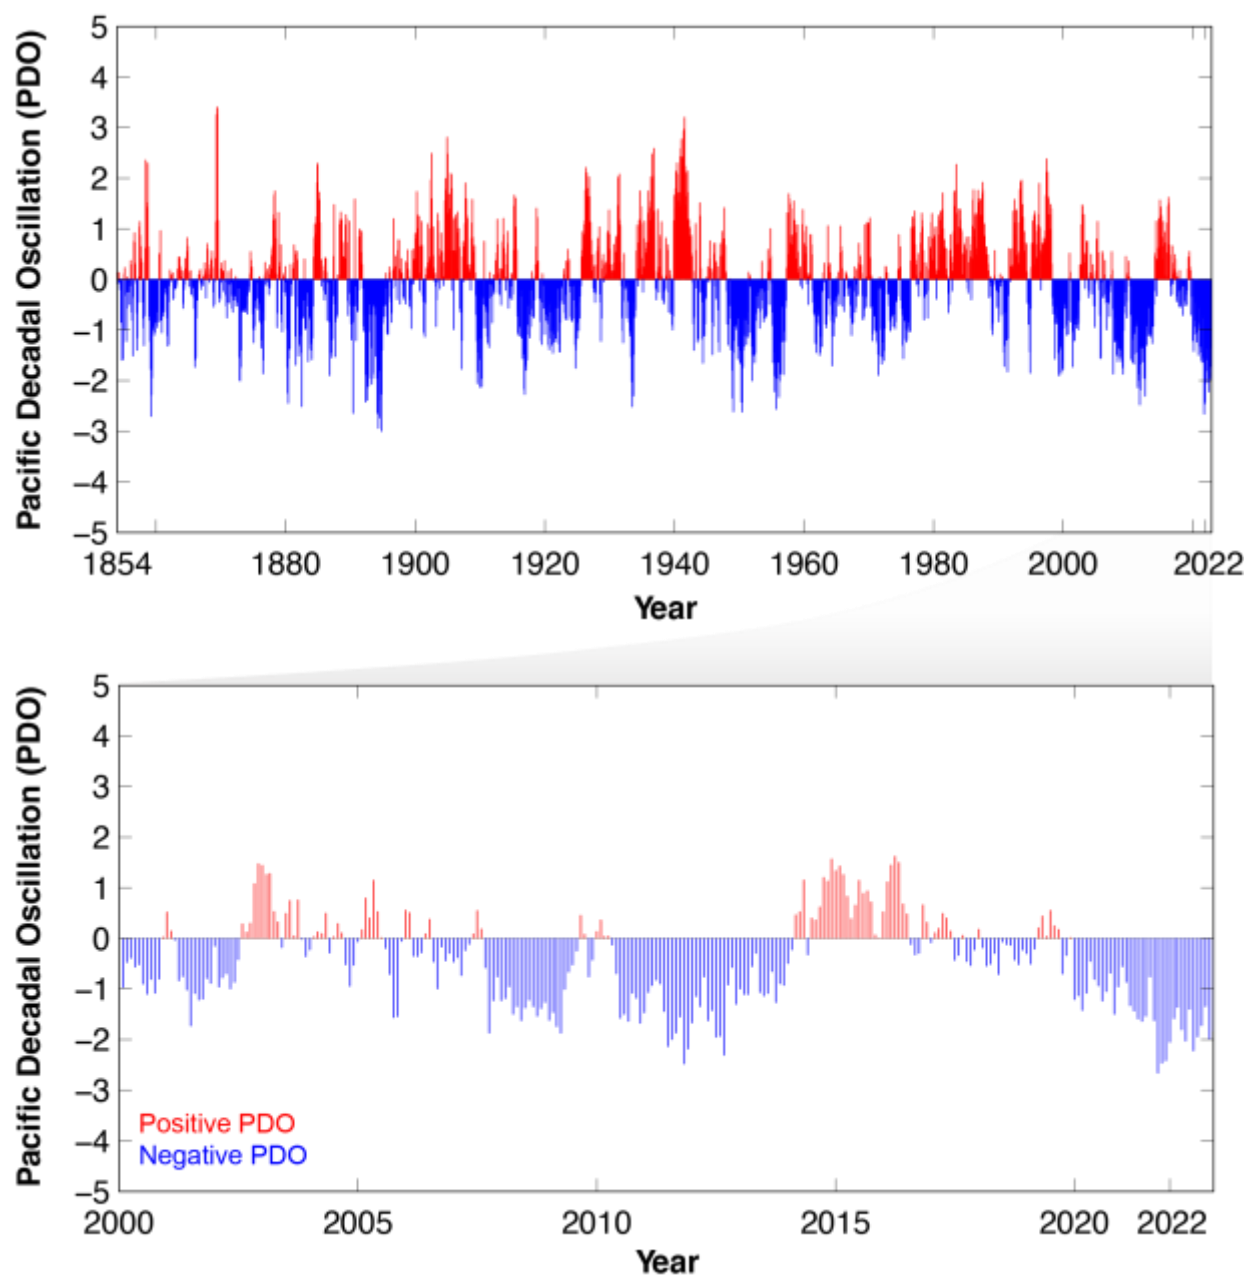 Pacific Decadal Oscillation (PDO)
5
4
3
2
1
0
−1
−2
−3
−4
−5
1854 1880 1900 1920 1940 1960 1980 2000 2022
Year
Pacific Decadal Oscillation (PDO)
5
4
3
2
1
0
−1
−2
−3
−4
−5
Positive PDO
Negative PDO
2000 2005 2010 2015 2020 2022
Year